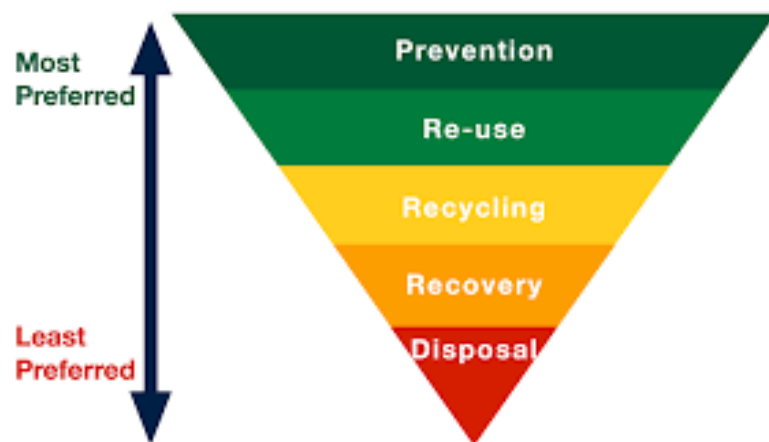 Most
Preferred
Prevention
Re-use
Recycling
Recovery
Least
Preferred
Disposal